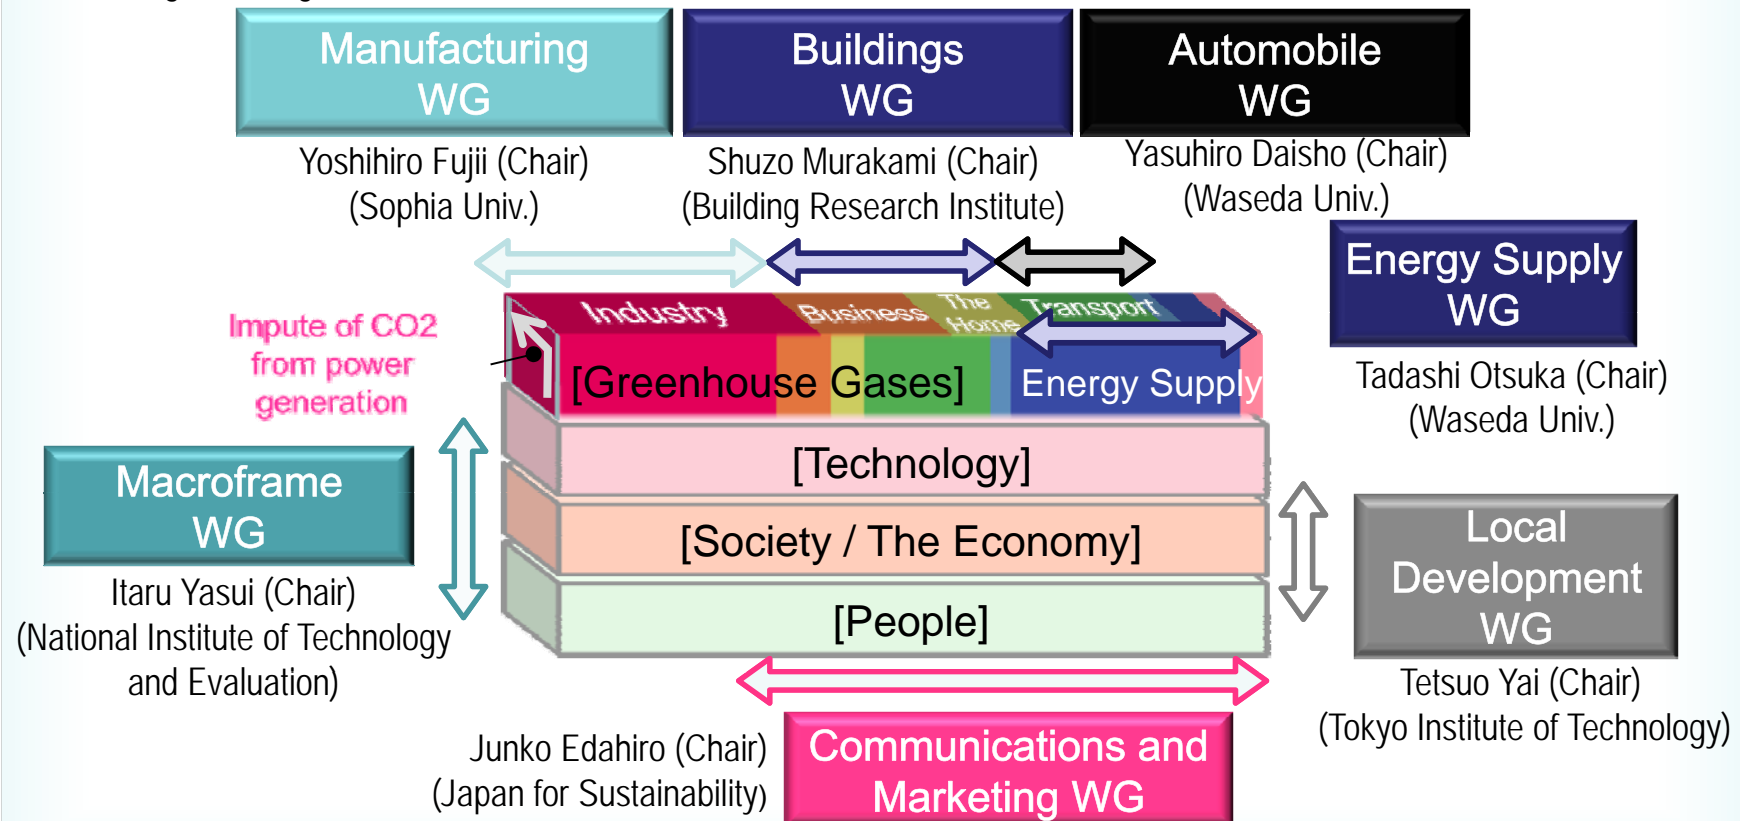 Manufacturing
WG
Buildings
WG
Automobile
WG
Yoshihiro Fujii (Chair)
(Sophia Univ.)
Shuzo Murakami (Chair)
(Building Research Institute)
Yasuhiro Daisho (Chair)
(Waseda Univ.)
Energy Supply
WG
Tadashi Otsuka (Chair)
(Waseda Univ.)
Industry
Business
The
Home
Transport
Impute of CO2
from power
generation
[Greenhouse Gases]
Energy Supply
[Technology]
[Society / The Economy]
[People]
Macroframe
WG
Itaru Yasui (Chair)
(National Institute of Technology
and Evaluation)
Local
Development
WG
Tetsuo Yai (Chair)
(Tokyo Institute of Technology)
Junko Edahiro (Chair)
(Japan for Sustainability)
Communications and
Marketing WG